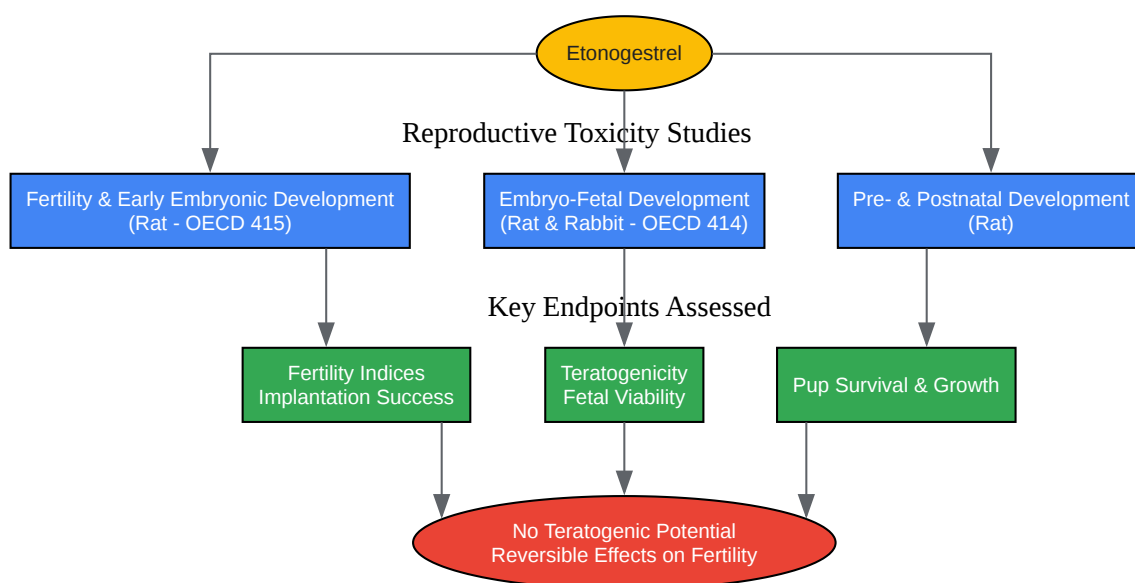 Etonogestrel
Reproductive Toxicity Studies
Fertility & Early Embryonic Development
(Rat - OECD 415)
Embryo-Fetal Development
(Rat & Rabbit - OECD 414)
Pre- & Postnatal Development
(Rat)
Key Endpoints Assessed
Fertility Indices
Implantation Success
Teratogenicity
Fetal Viability
Pup Survival & Growth
No Teratogenic Potential
Reversible Effects on Fertility